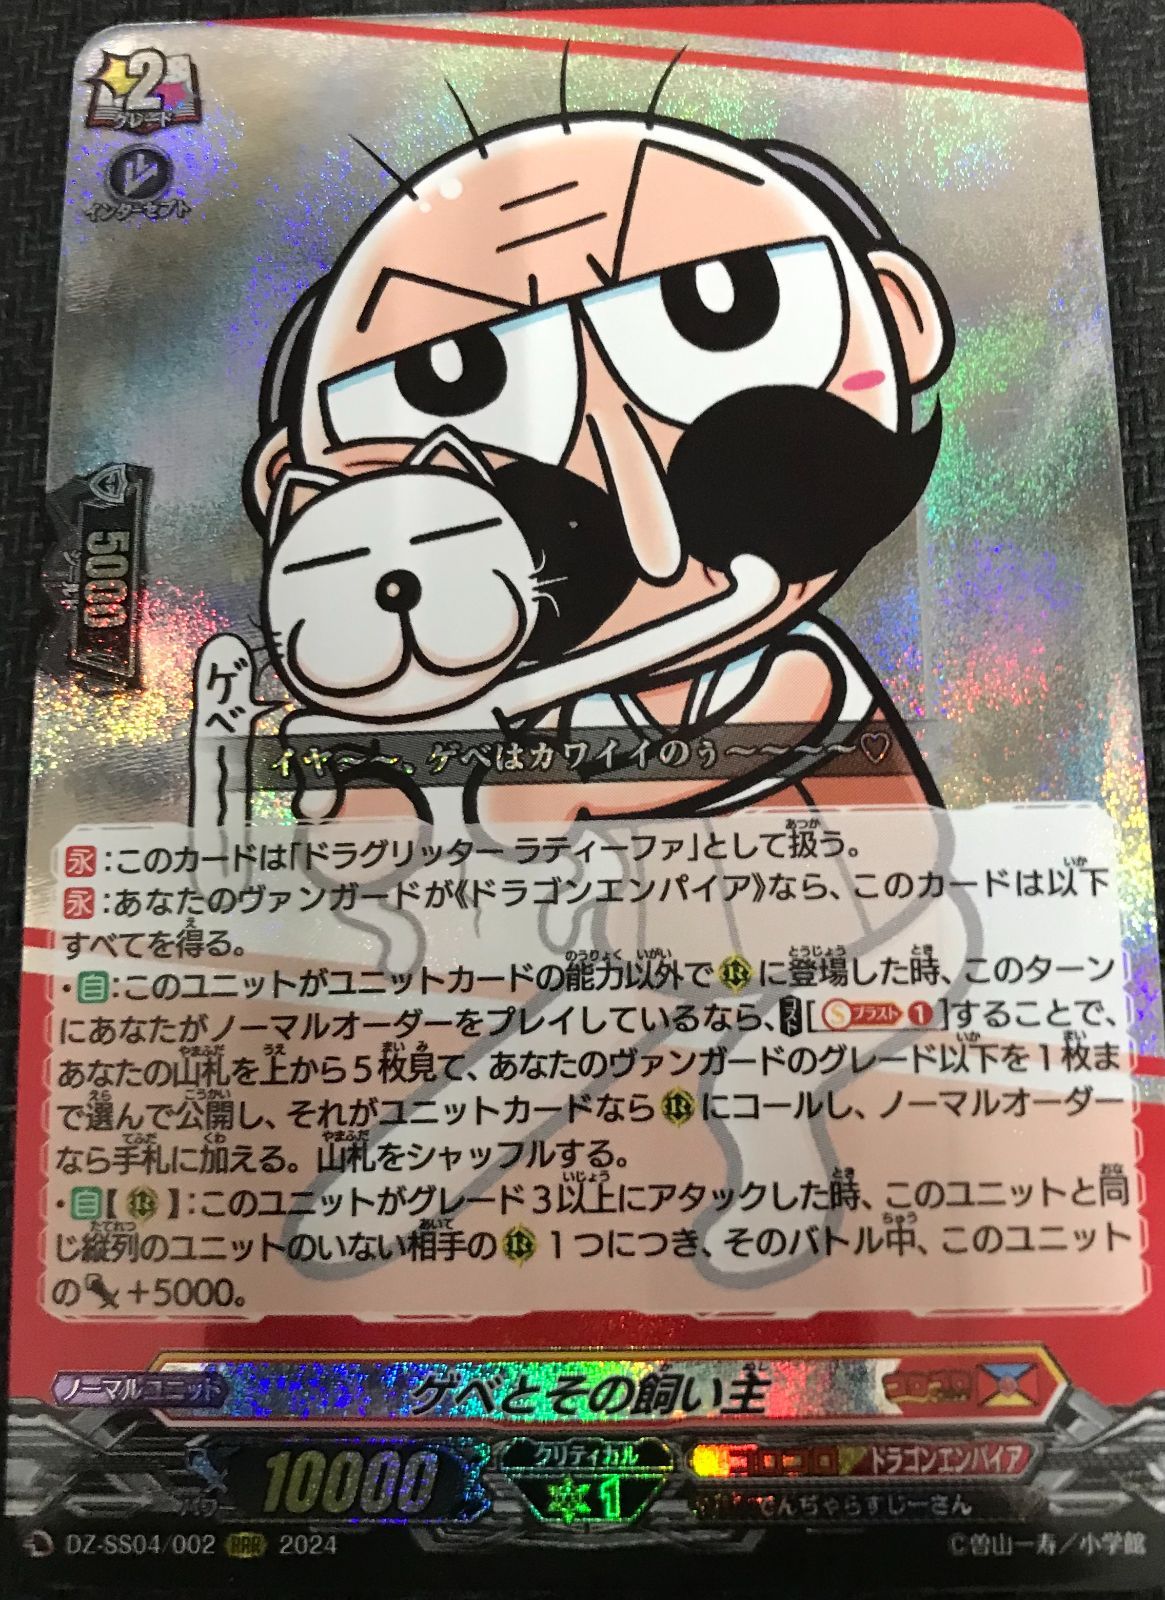 2
グレード
インターセプト
5000
シールド
ゲベ〜〜
イヤ〜〜、ゲベはカワイイのぅ〜〜〜〜♡
永:このカードは「ドラグリッター ラティーファ」として扱う。
永:あなたのヴァンガードが《ドラゴンエンパイア》なら、このカードは以下
すべてを得る。
・自:このユニットがユニットカードの能力以外でRに登場した時、このターン
にあなたがノーマルオーダーをプレイしているなら、コスト[Sブラスト1]することで、
あなたの山札を上から5枚見て、あなたのヴァンガードのグレード以下を1枚ま
で選んで公開し、それがユニットカードならRにコールし、ノーマルオーダー
なら手札に加える。山札をシャッフルする。
・自【R】:このユニットがグレード3以上にアタックした時、このユニットと同
じ縦列のユニットのいない相手のR1つにつき、そのバトル中、このユニット
の+5000。
ノーマルユニット
ゲベとその飼い主
コロコロ
パワー 10000
クリティカル
1
コロコロ ドラゴンエンパイア
でんぢゃらすじーさん
DZ-SS04/002 RRR 2024
©曽山一寿／小学館